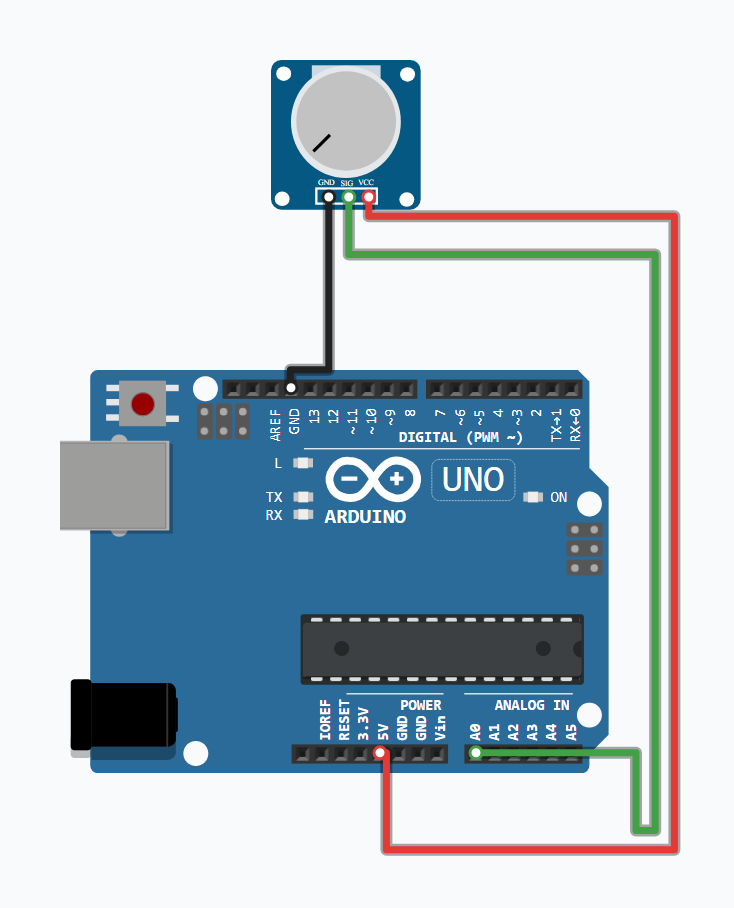 GND SIG VCC
AREF GND 13 12 ~11 ~10 ~9 8 7 ~6 ~5 4 ~3 2 TX→1 RX←0
DIGITAL (PWM ~)
L
TX
RX
ARDUINO
UNO
ON
POWER
ANALOG IN
IOREF RESET 3.3V 5V GND GND Vin A0 A1 A2 A3 A4 A5